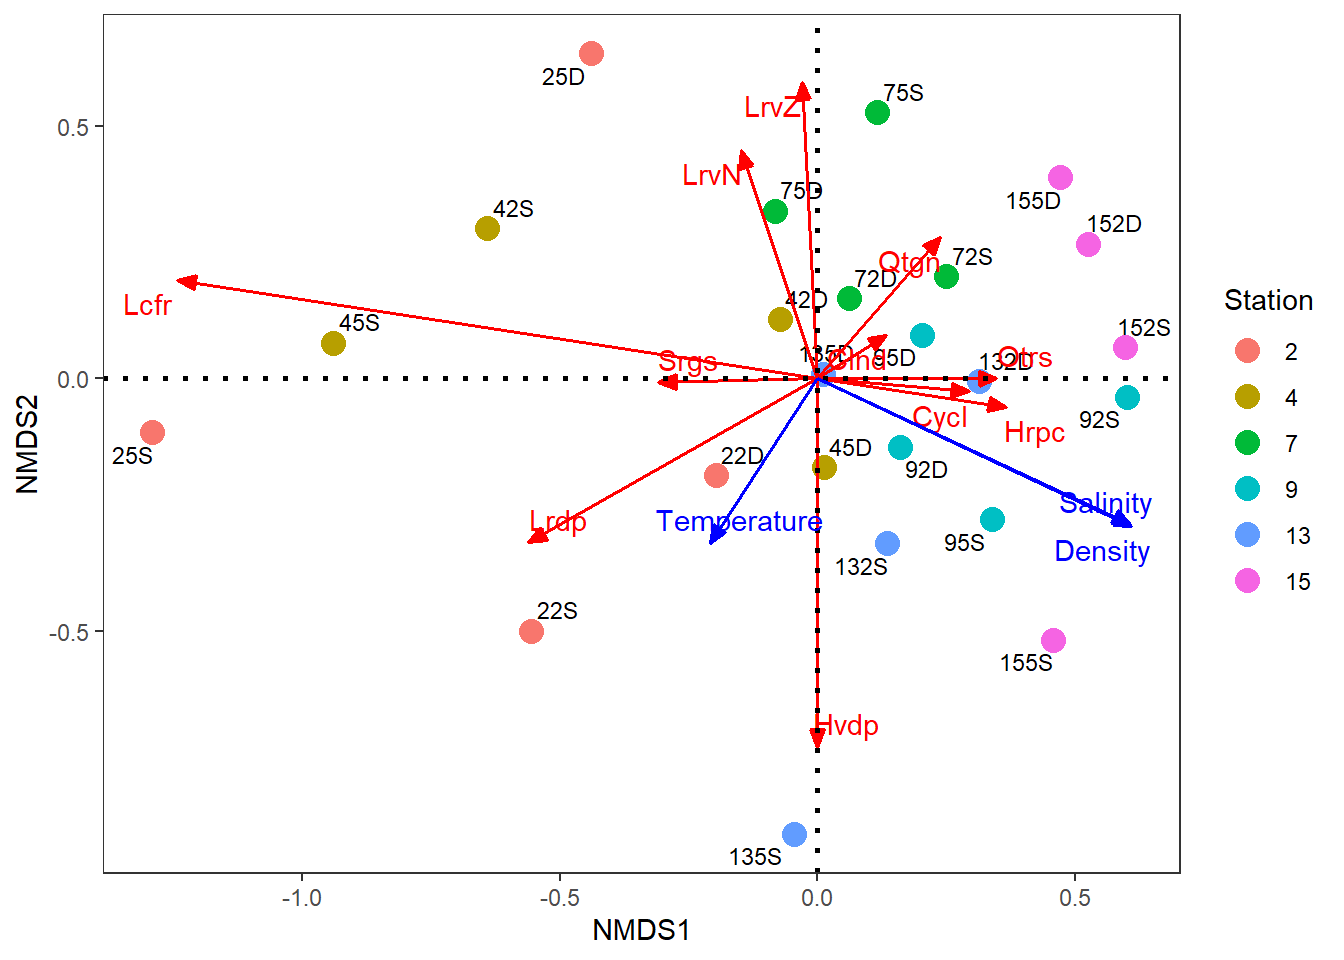 25D
75S
LrvZ
LrvN
75D
155D
152D
42S
Qtgn
72S
72D
Lcfr
42D
45S
152S
135D
95D
Srgs
Otrs
132D
Cycl
92S
Hrpc
25S
22D
45D
92D
Lrdp
Temperature
Salinity
95S
Density
132S
22S
155S
Hvdp
135S
0.5
0.0
-0.5
-1.0
-0.5
0.0
0.5
NMDS1
NMDS2
Station
2
4
7
9
13
15